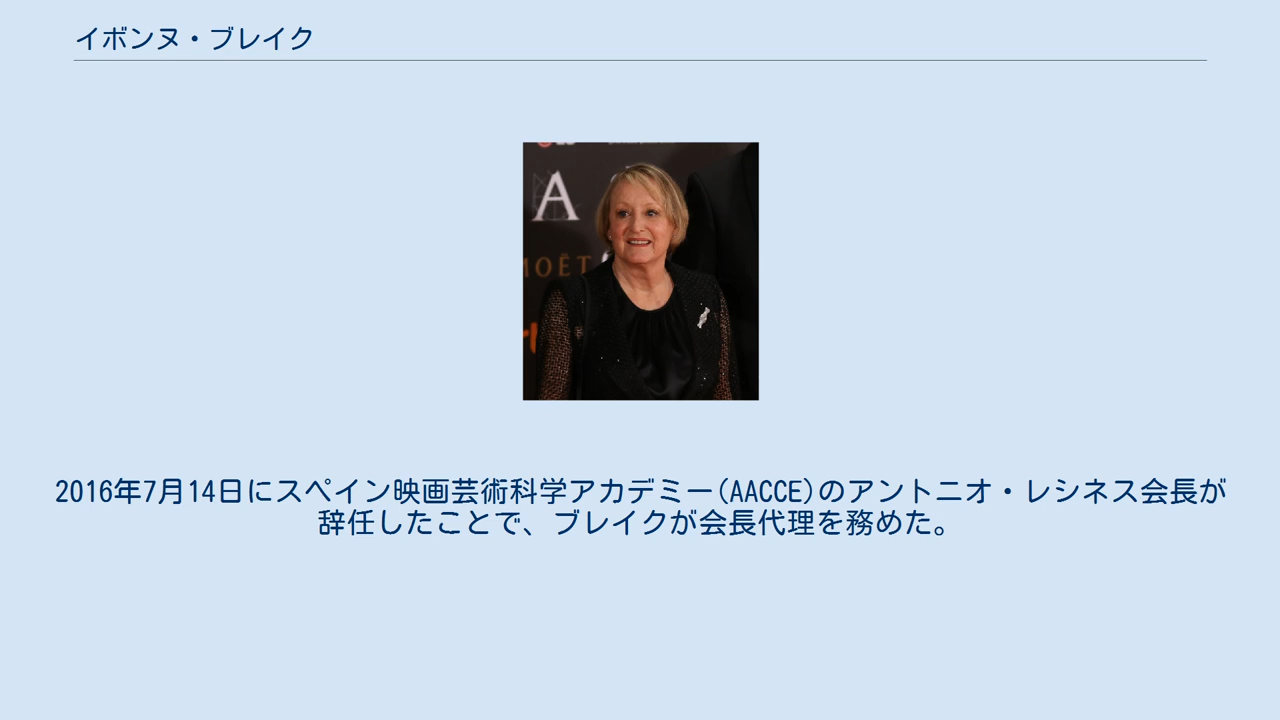 イボンヌ・ブレイク
A
MOËT
2016年7月14日にスペイン映画芸術科学アカデミー(AACCE)のアントニオ・レシネス会長が
辞任したことで、ブレイクが会長代理を務めた。